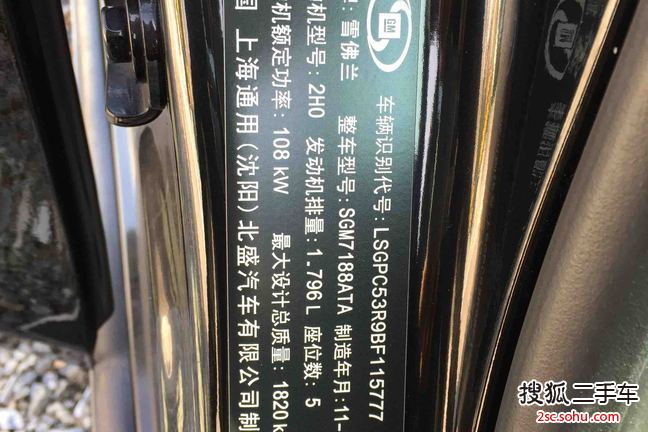 GM
车辆识别代号: LSGPC53R9BF115777
: 雪佛兰 整车型号: SGM7188ATA 制造年月: 11-
机型号: 2H0 发动机排量: 1.796L 座位数: 5
机额定功率: 108 kW 最大设计总质量: 1820 k
国 上海通用(沈阳)北盛汽车有限公司制
搜狐二手车
2sc.sohu.com